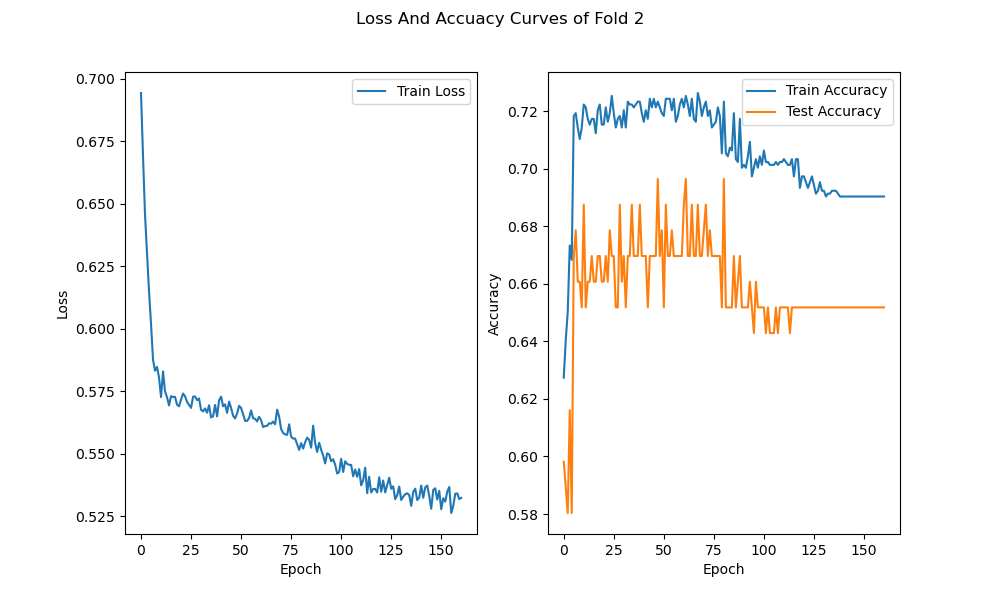 Loss And Accuacy Curves of Fold 2
Train Loss
0.700
0.675
0.650
0.625
0.600
0.575
0.550
0.525
Loss
0 25 50 75 100 125 150
Epoch
Train Accuracy
Test Accuracy
0.72
0.70
0.68
0.66
0.64
0.62
0.60
0.58
Accuracy
0 25 50 75 100 125 150
Epoch